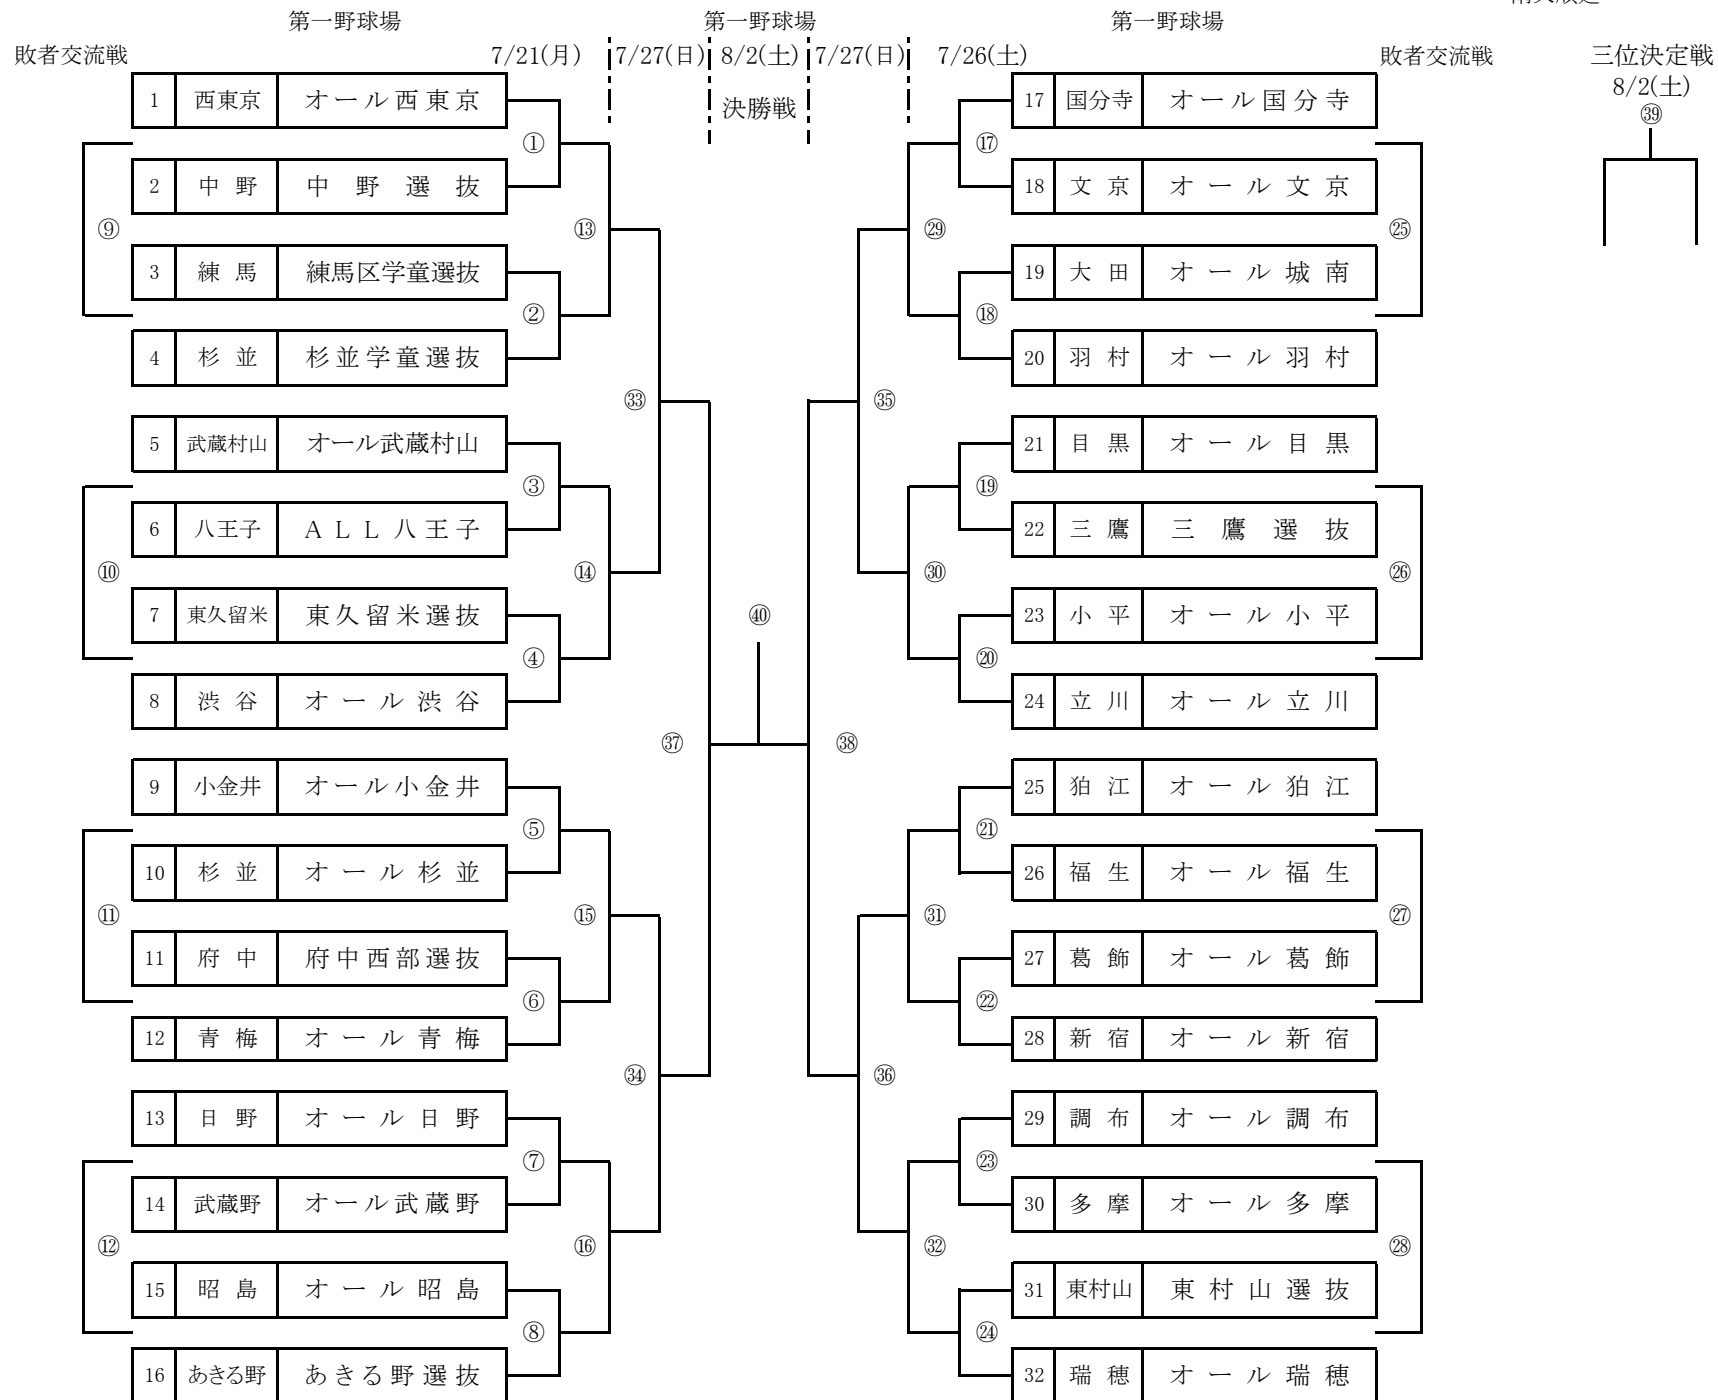 第一野球場 第一野球場 第一野球場
敗者交流戦 7/21(月) 7/27(日) 8/2(土) 7/27(日) 7/26(土) 敗者交流戦 三位決定戦
8/2(土)
決勝戦
㊴
1 西東京 オール西東京 17 国分寺 オール国分寺
① ⑰
2 中野 中野選抜 18 文京 オール文京
⑨ ⑬ ㉙ ㉕
3 練馬 練馬区学童選抜 19 大田 オール城南
② ⑱
4 杉並 杉並学童選抜 20 羽村 オール羽村
㉝ ㉟
5 武蔵村山 オール武蔵村山 21 目黒 オール目黒
③ ⑲
6 八王子 ALL八王子 22 三鷹 三鷹選抜
⑩ ⑭ ㉚ ㉖
7 東久留米 東久留米選抜 23 小平 オール小平
㊵
④ ⑳
8 渋谷 オール渋谷 24 立川 オール立川
㊲ ㊳
9 小金井 オール小金井 25 狛江 オール狛江
⑤ ㉑
10 杉並 オール杉並 26 福生 オール福生
⑪ ⑮ ㉛ ㉗
11 府中 府中西部選抜 27 葛飾 オール葛飾
⑥ ㉒
12 青梅 オール青梅 28 新宿 オール新宿
㉞ ㊱
13 日野 オール日野 29 調布 オール調布
⑦ ㉓
14 武蔵野 オール武蔵野 30 多摩 オール多摩
⑫ ⑯ ㉜ ㉘
15 昭島 オール昭島 31 東村山 東村山選抜
⑧ ㉔
16 あきる野 あきる野選抜 32 瑞穂 オール瑞穂